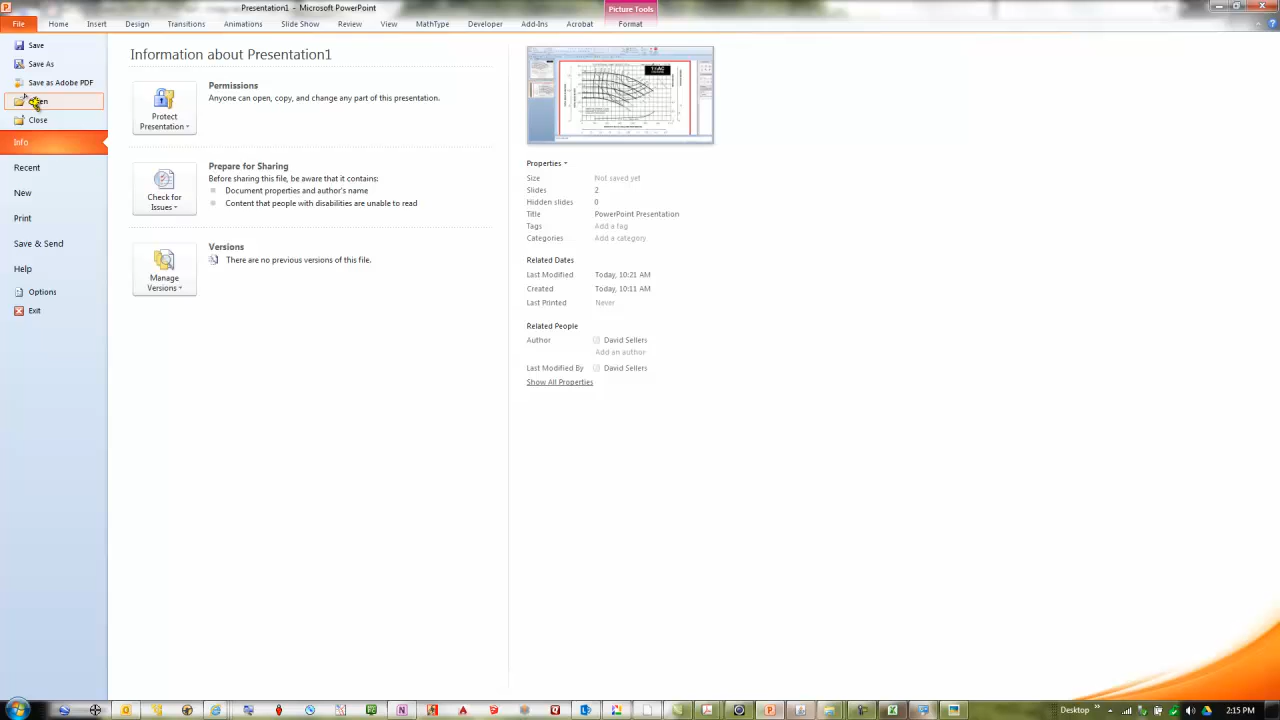 Presentation1 - Microsoft PowerPoint
Picture Tools
File Home Insert Design Transitions Animations Slide Show Review View MathType Developer Add-Ins Acrobat Format
Save
Save As
Save as Adobe PDF
Close
Info
Recent
New
Print
Save & Send
Help
Options
Exit
Information about Presentation1
Protect
Presentation
Permissions
Anyone can open, copy, and change any part of this presentation.
Check for
Issues
Prepare for Sharing
Before sharing this file, be aware that it contains:
Document properties and author's name
Content that people with disabilities are unable to read
Manage
Versions
Versions
There are no previous versions of this file.
Properties
Size Not saved yet
Slides 2
Hidden slides 0
Title PowerPoint Presentation
Tags Add a tag
Categories Add a category
Related Dates
Last Modified Today, 10:21 AM
Created Today, 10:11 AM
Last Printed Never
Related People
Author David Sellers
Add an author
Last Modified By David Sellers
Show All Properties
Desktop 2:15 PM